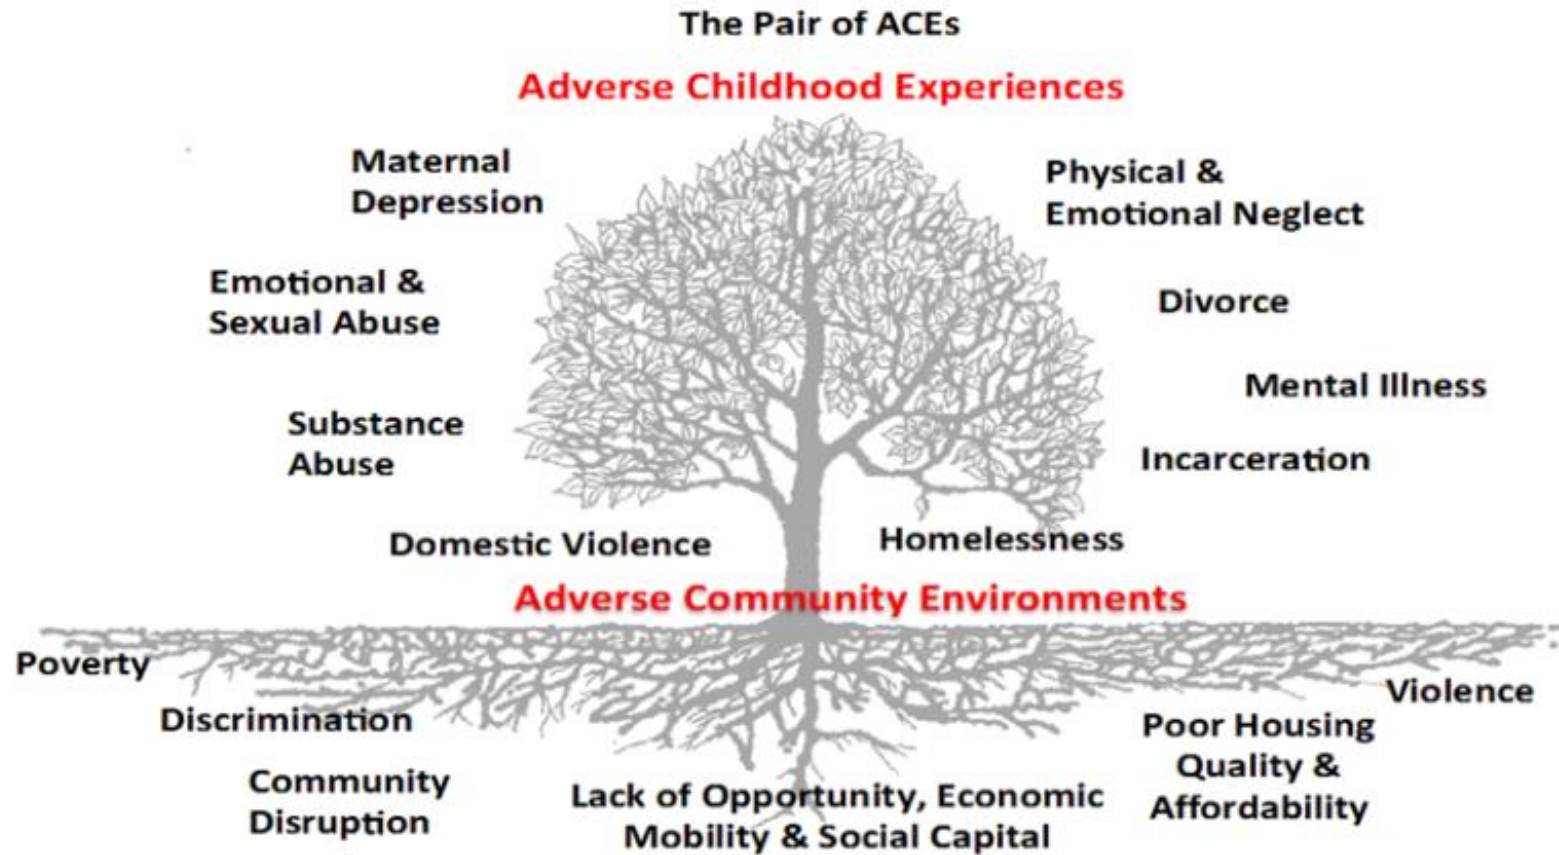 The Pair of ACEs
Adverse Childhood Experiences
Maternal
Depression
Physical &
Emotional Neglect
Emotional &
Sexual Abuse
Divorce
Mental Illness
Substance
Abuse
Incarceration
Domestic Violence
Homelessness
Adverse Community Environments
Poverty
Violence
Discrimination
Poor Housing
Quality &
Affordability
Community
Disruption
Lack of Opportunity, Economic
Mobility & Social Capital